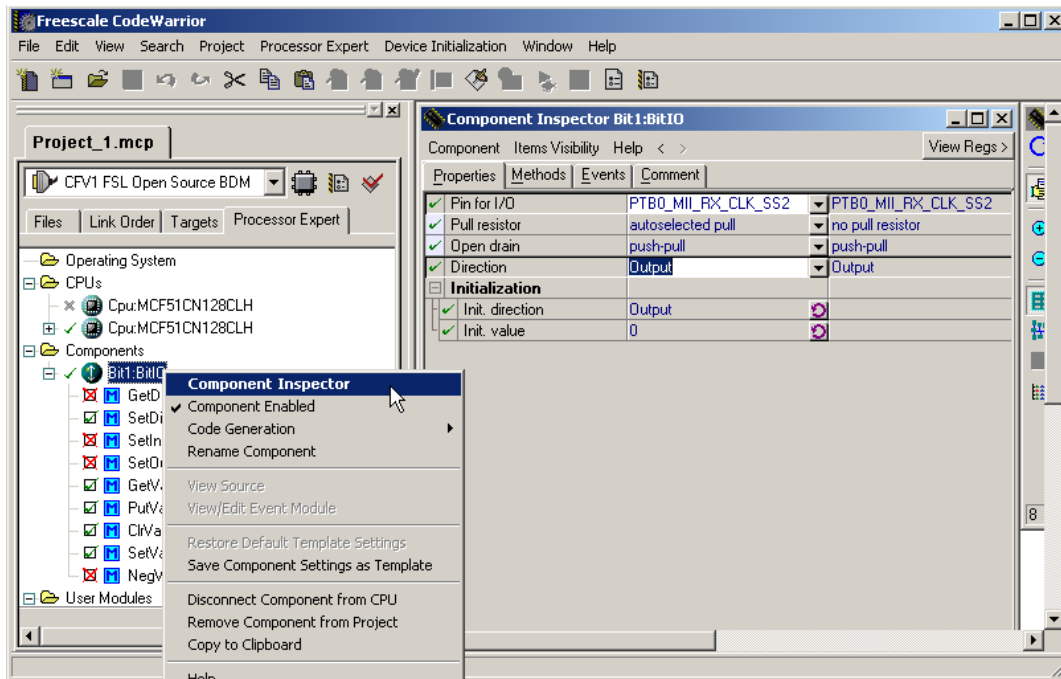 Freescale CodeWarrior
File Edit View Search Project Processor Expert Device Initialization Window Help
Project_1.mcp
CFV1 FSL Open Source BDM
Files Link Order Targets Processor Expert
Operating System
CPUs
Cpu:MCF51CN128CLH
Cpu:MCF51CN128CLH
Components
Bit1:BitIO
GetD
SetDi
SetIn
SetOu
GetVa
PutVa
ClrVa
SetVa
NegV
User Modules
Component Inspector
Component Enabled
Code Generation
Rename Component
View Source
View/Edit Event Module
Restore Default Template Settings
Save Component Settings as Template
Disconnect Component from CPU
Remove Component from Project
Copy to Clipboard
Help
Component Inspector Bit1:BitIO
Component Items Visibility Help < >
View Regs >
Properties Methods Events Comment
Pin for I/O PTB0_MII_RX_CLK_SS2 PTB0_MII_RX_CLK_SS2
Pull resistor autoselected pull no pull resistor
Open drain push-pull push-pull
Direction Output Output
Initialization
Init. direction Output
Init. value 0
8